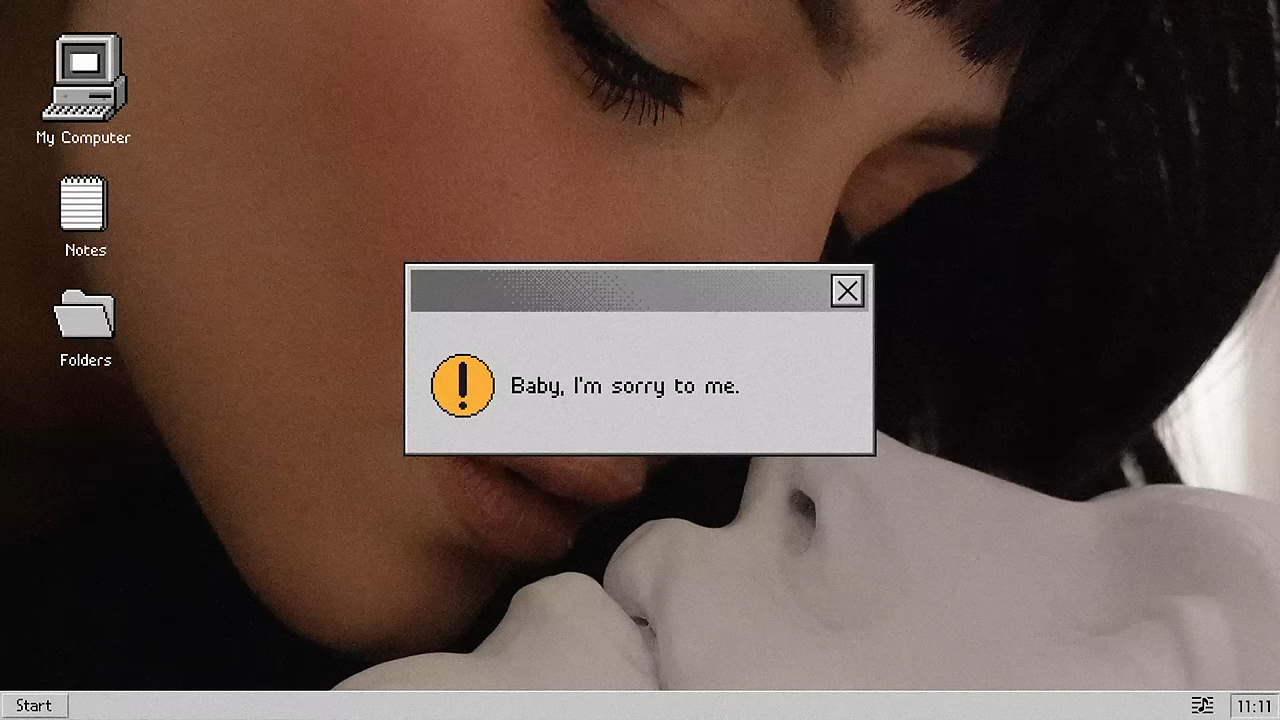 My Computer
Notes
Folders
Baby, I'm sorry to me.
Start
11:11